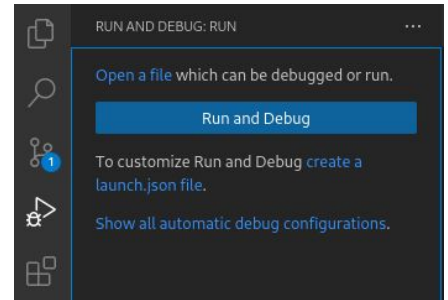 RUN AND DEBUG: RUN ...
Open a file which can be debugged or run.
Run and Debug
1
To customize Run and Debug create a
launch.json file.
Show all automatic debug configurations.